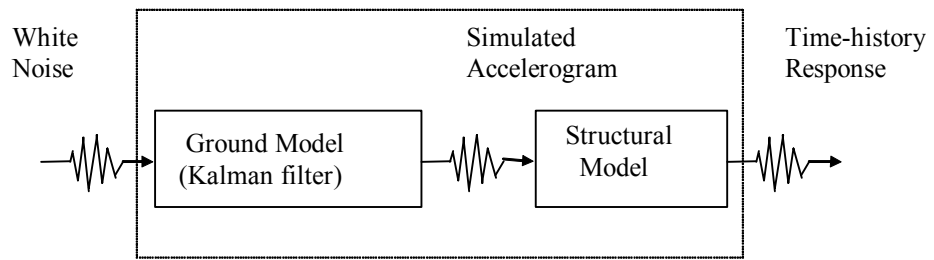 White
Noise
Simulated
Accelerogram
Time-history
Response
Ground Model
(Kalman filter)
Structural
Model